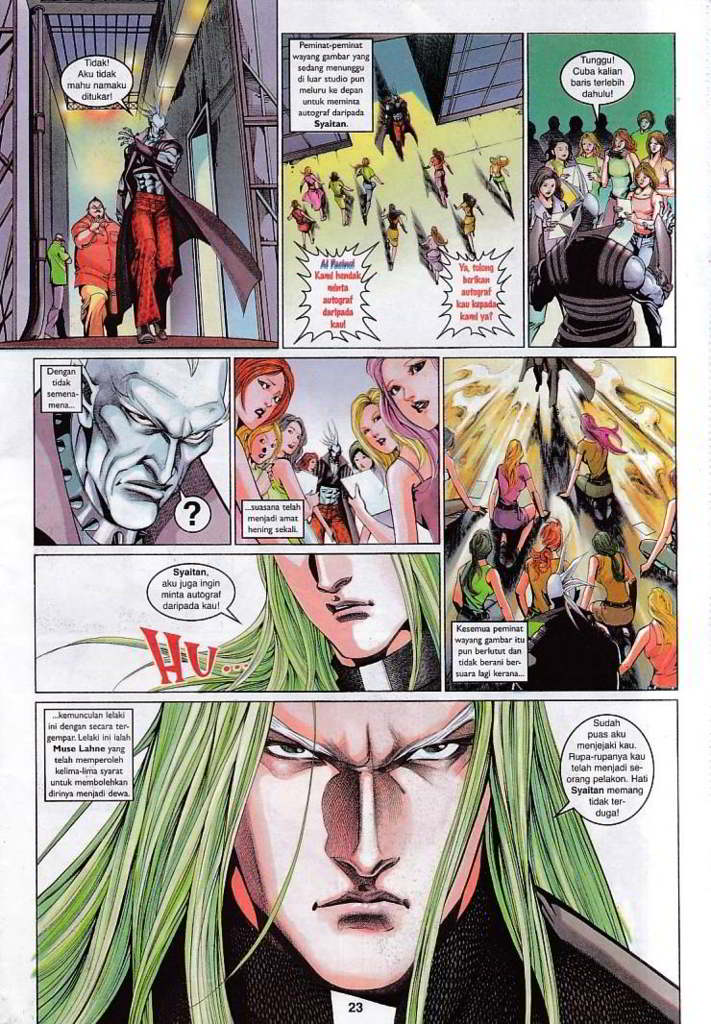 Tidak!
Aku tidak
mahu namaku
ditukar!
Peminat-peminat
wayang gambar yang
sedang menunggu
di luar studio pun
meluru ke depan
untuk meminta
autograf daripada
Syaitan.
Kami hendak
minta
autograf
daripada
kau!
Ya, tolong
berikan
autograf
kau kepada
kami ya?
Tunggu!
Cuba kalian
baris terlebih
dahulu!
Dengan
tidak
semena-
mena...
?
...suasana telah
menjadi amat
hening sekali.
Kesemua peminat
wayang gambar itu
pun berlutut dan
tidak berani ber-
suara lagi kerana...
Syaitan,
aku juga ingin
minta autograf
daripada kau!
HU...
...kemunculan lelaki
ini dengan secara ter-
gempar. Lelaki ini ialah
Muse Lahne yang
telah memperoleh
kelima-lima syarat
untuk membolehkan
dirinya menjadi dewa.
Sudah
puas aku
menjejaki kau.
Rupa-rupanya kau
telah menjadi se-
orang pelakon. Hati
Syaitan memang
tidak ter-
duga!
23